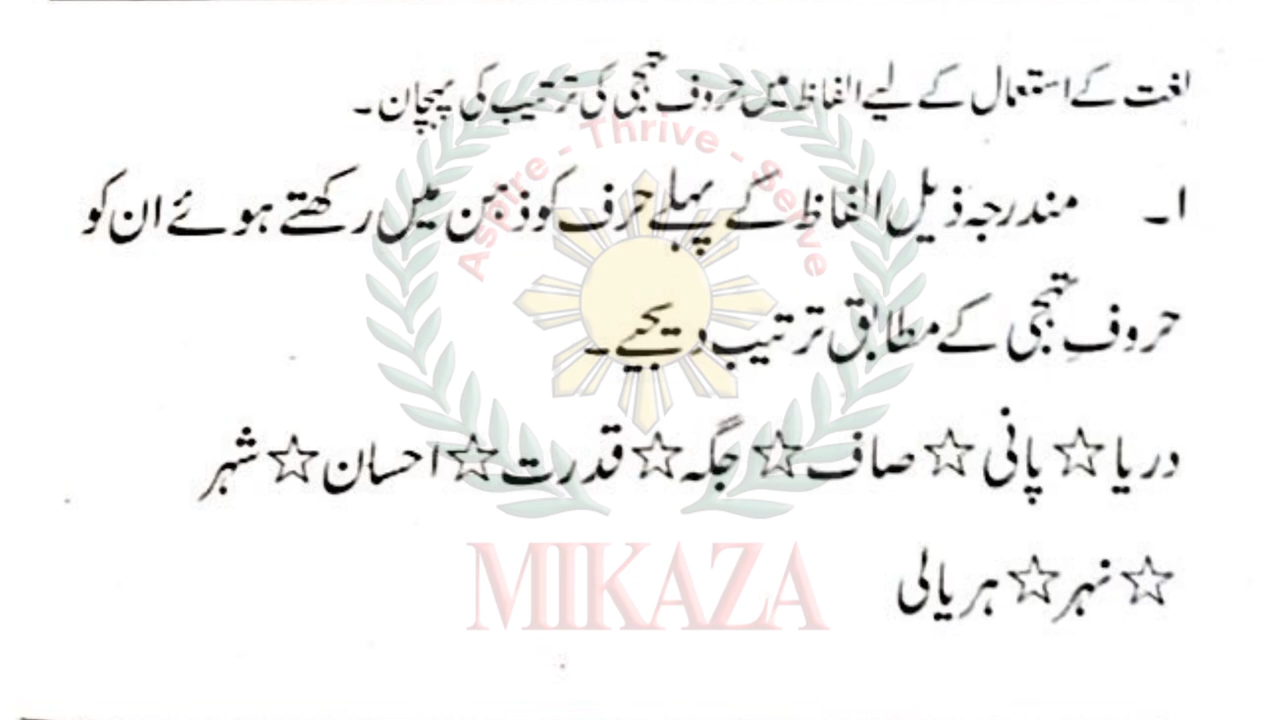 لغت کے استعمال کے لیے الفاظ میں حروف تہجی کی ترتیب کی پہچان۔
۱۔ مندرجہ ذیل الفاظ کے پہلے حرف کو ذہن میں رکھتے ہوئے ان کو
حروفِ تہجی کے مطابق ترتیب دیجیے۔
دریا ☆ پانی ☆ صاف ☆ جگہ ☆ قدرت ☆ احسان ☆ شہر
☆ نہر ☆ ہریالی
Aspire - Thrive - Serve
MIKAZA